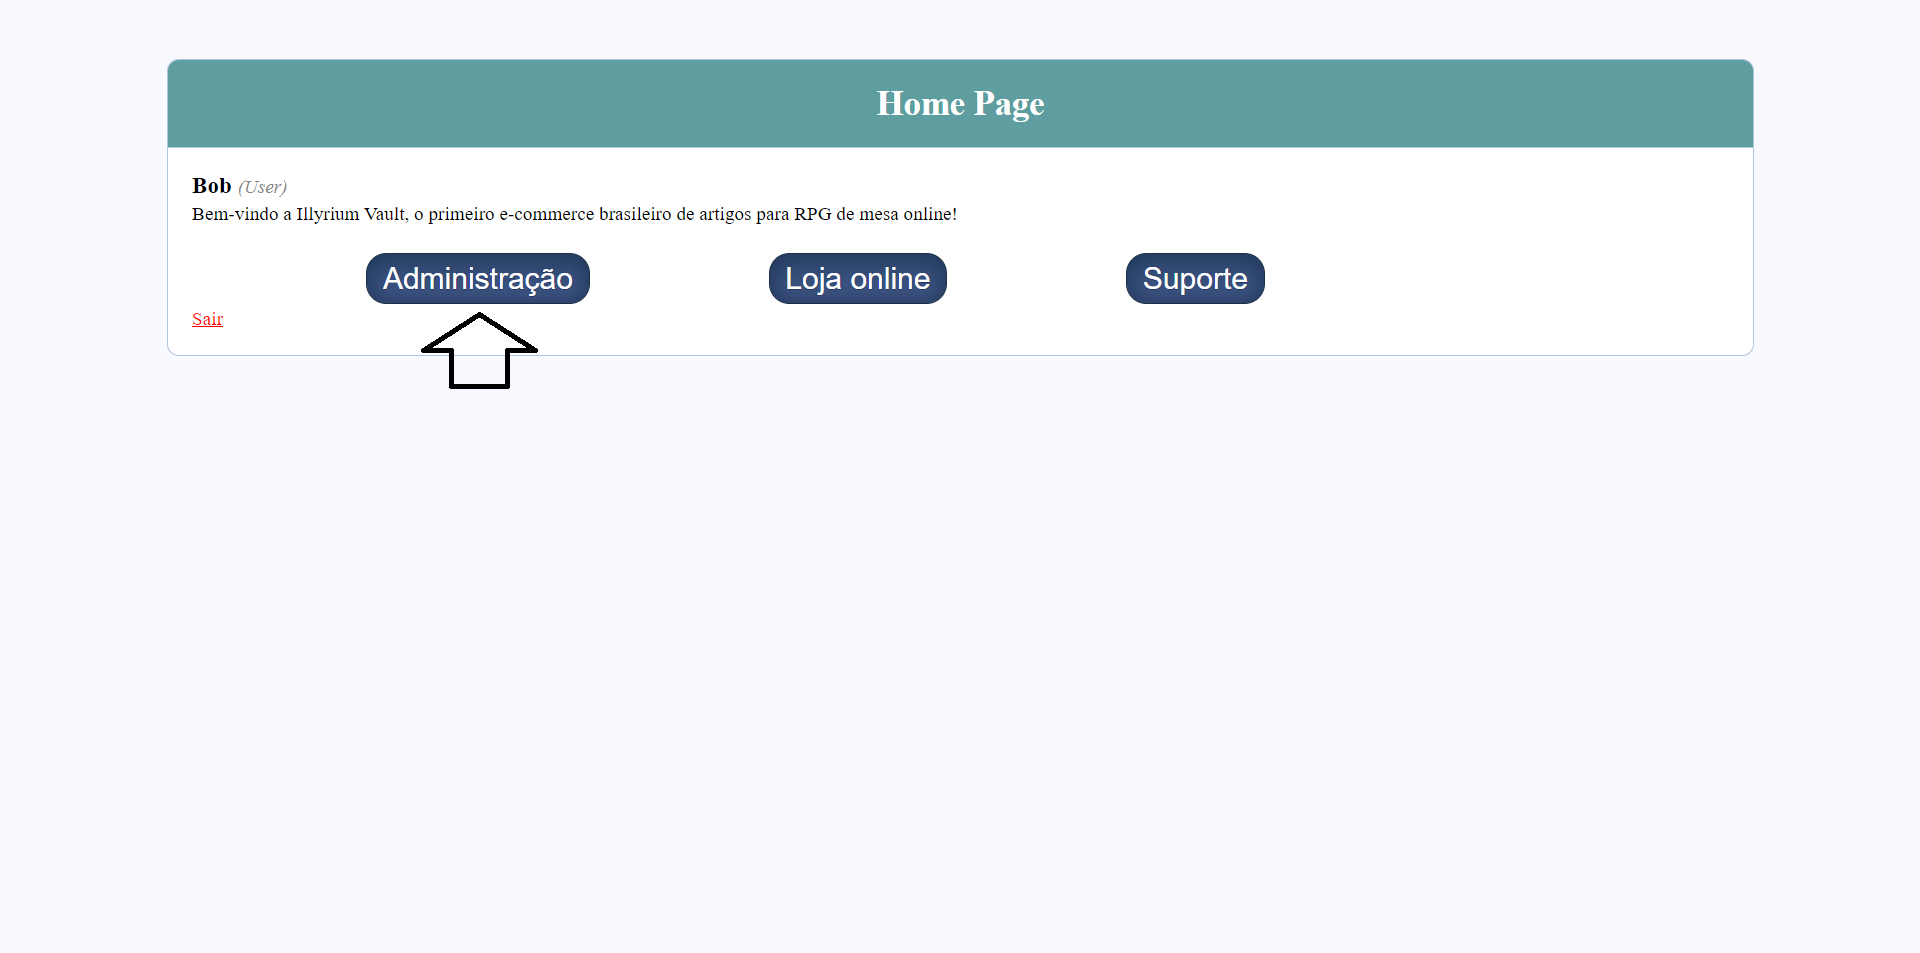 Home Page
Bob (User)
Bem-vindo a Illyrium Vault, o primeiro e-commerce brasileiro de artigos para RPG de mesa online!
Administração Loja online Suporte
Sair